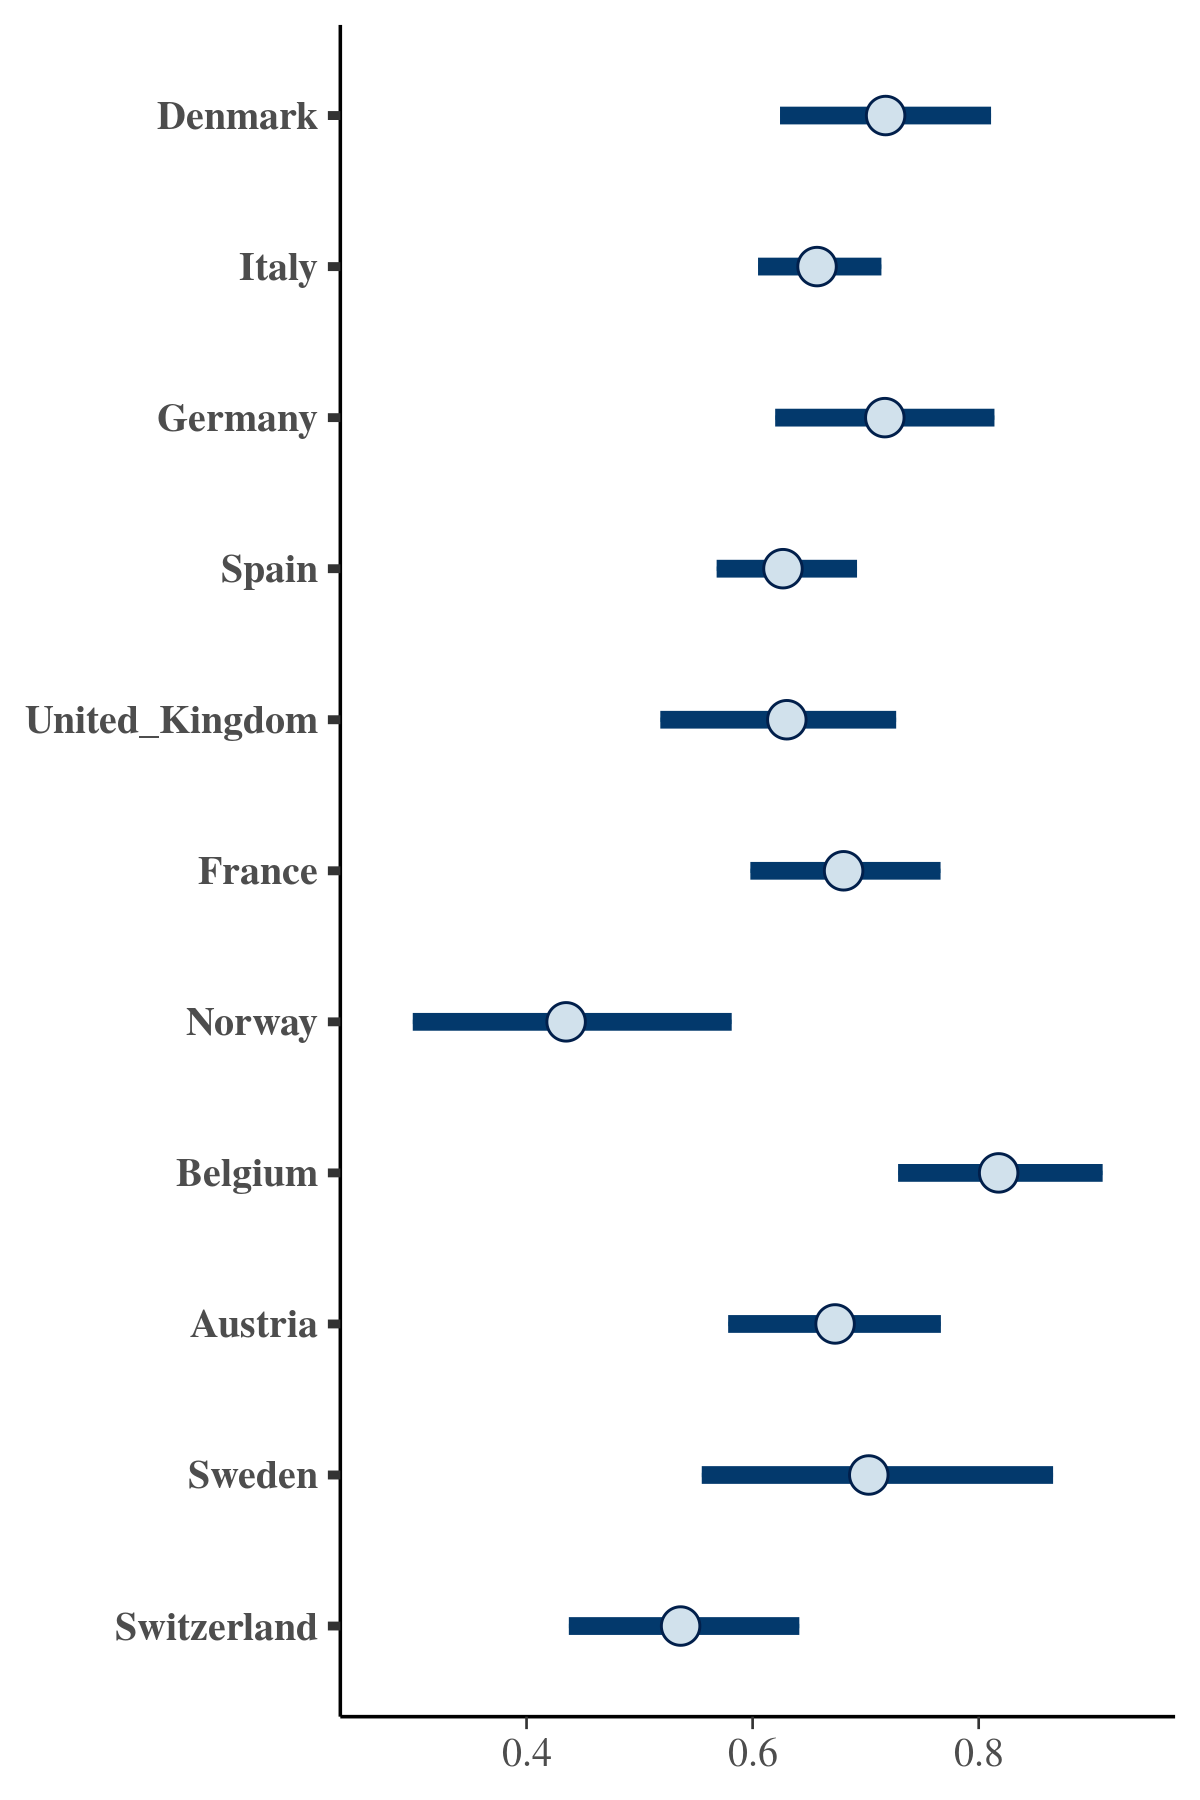 Denmark
Italy
Germany
Spain
United_Kingdom
France
Norway
Belgium
Austria
Sweden
Switzerland
0.4 0.6 0.8